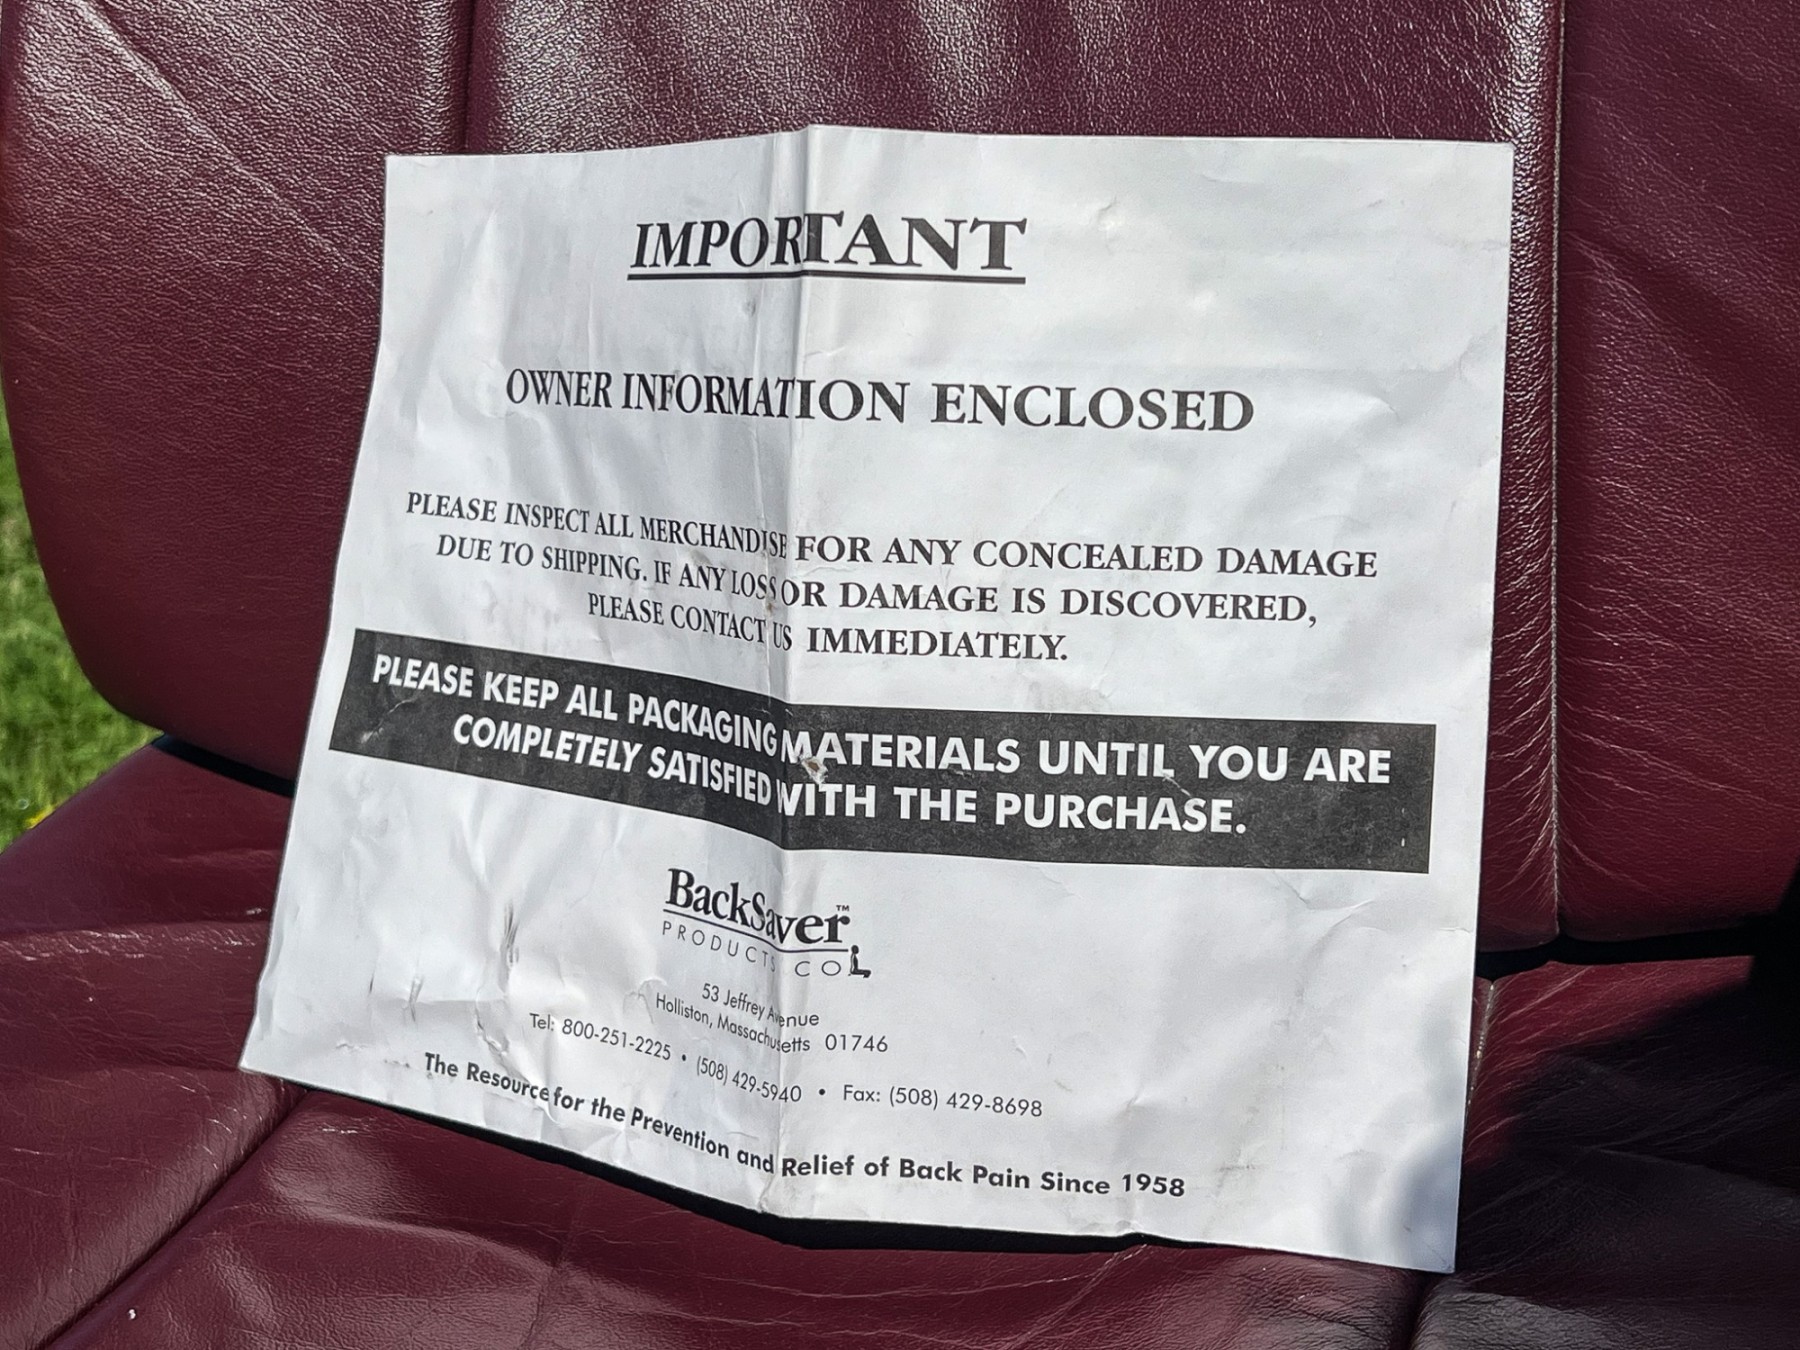 IMPORTANT
OWNER INFORMATION ENCLOSED
PLEASE INSPECT ALL MERCHANDISE FOR ANY CONCEALED DAMAGE
DUE TO SHIPPING. IF ANY LOSS OR DAMAGE IS DISCOVERED,
PLEASE CONTACT US IMMEDIATELY.
PLEASE KEEP ALL PACKAGING MATERIALS UNTIL YOU ARE
COMPLETELY SATISFIED WITH THE PURCHASE.
BackSaver™
PRODUCTS CO
53 Jeffrey Avenue
Holliston, Massachusetts 01746
Tel: 800-251-2225 • (508) 429-5940 • Fax: (508) 429-8698
The Resource for the Prevention and Relief of Back Pain Since 1958